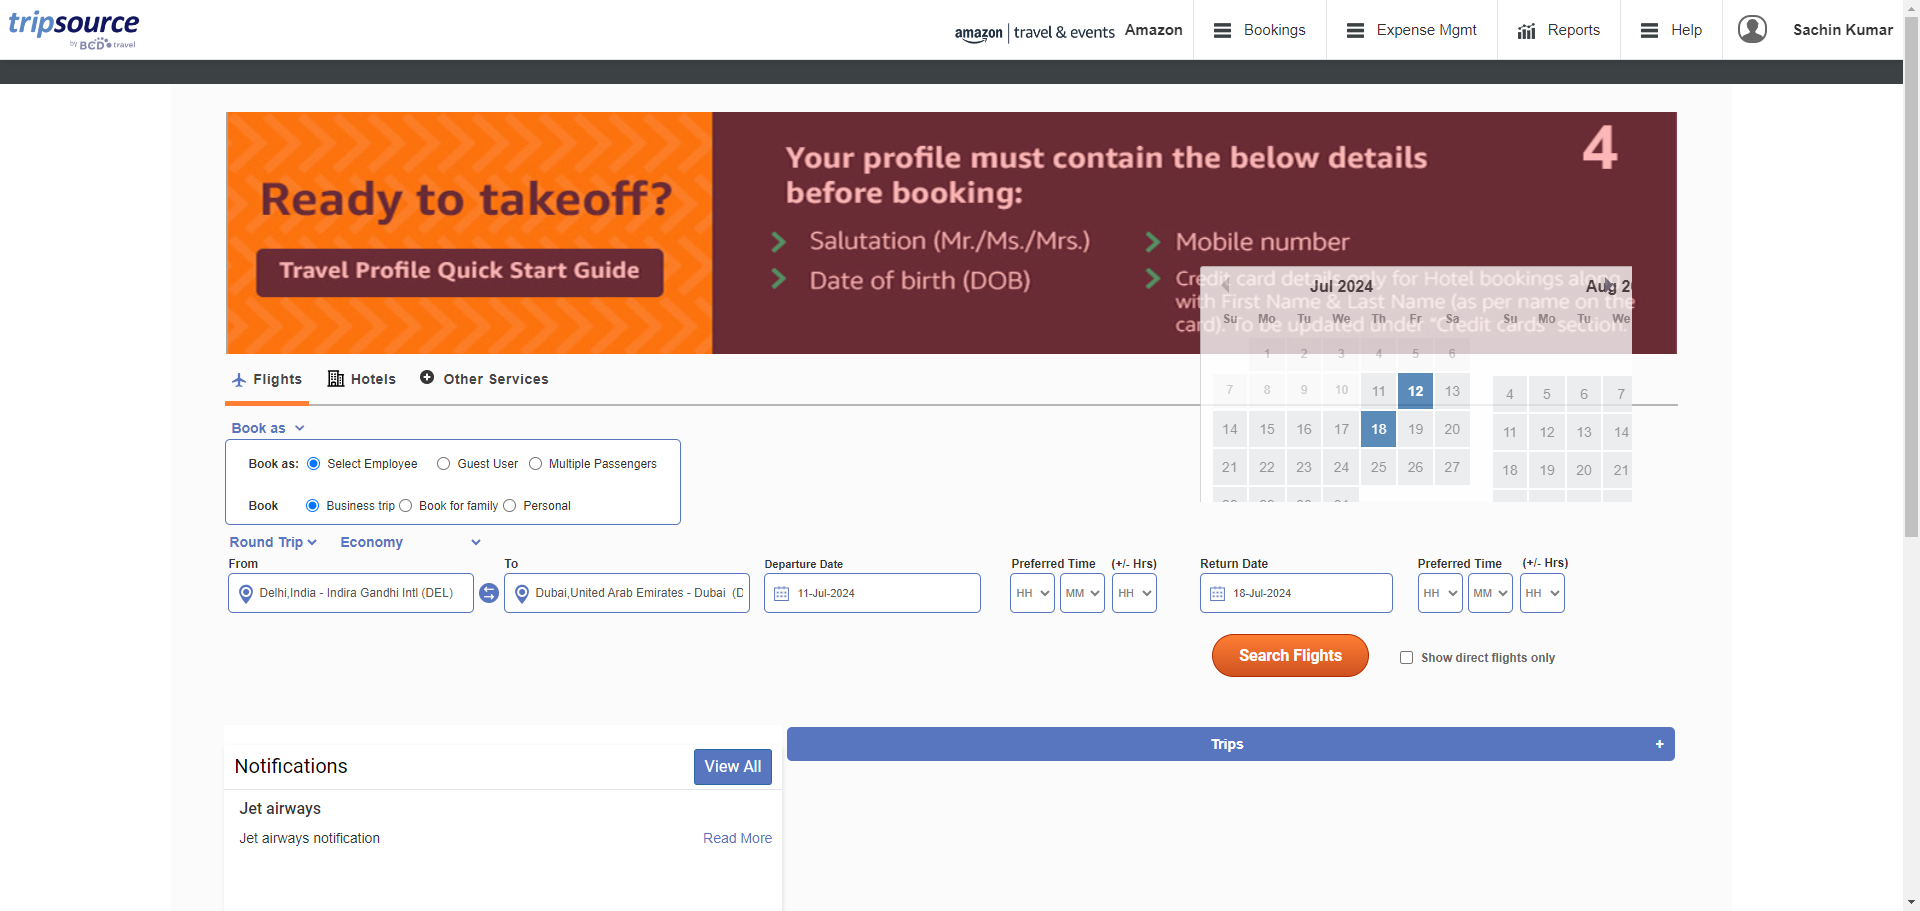 tripsource
by BCD travel
amazon | travel & events Amazon
Bookings
Expense Mgmt
Reports
Help
Sachin Kumar
Ready to takeoff?
Travel Profile Quick Start Guide
Your profile must contain the below details
before booking:
4
Salutation (Mr./Ms./Mrs.)
Date of birth (DOB)
Mobile number
Credit card details only for Hotel bookings along
with First Name & Last Name (as per name on the
card). To be updated under "Credit cards" section.
Jul 2024
Su Mo Tu We Th Fr Sa
1 2 3 4 5 6
7 8 9 10 11 12 13
14 15 16 17 18 19 20
21 22 23 24 25 26 27
Aug 2
Su Mo Tu We
4 5 6 7
11 12 13 14
18 19 20 21
Flights
Hotels
Other Services
Book as
Book as: Select Employee Guest User Multiple Passengers
Book Business trip Book for family Personal
Round Trip Economy
From
To
Departure Date
Preferred Time (+/- Hrs)
Return Date
Preferred Time (+/- Hrs)
Delhi,India - Indira Gandhi Intl (DEL)
Dubai,United Arab Emirates - Dubai (D
11-Jul-2024
HH MM HH
18-Jul-2024
HH MM HH
Search Flights
Show direct flights only
Notifications
View All
Trips +
Jet airways
Jet airways notification
Read More